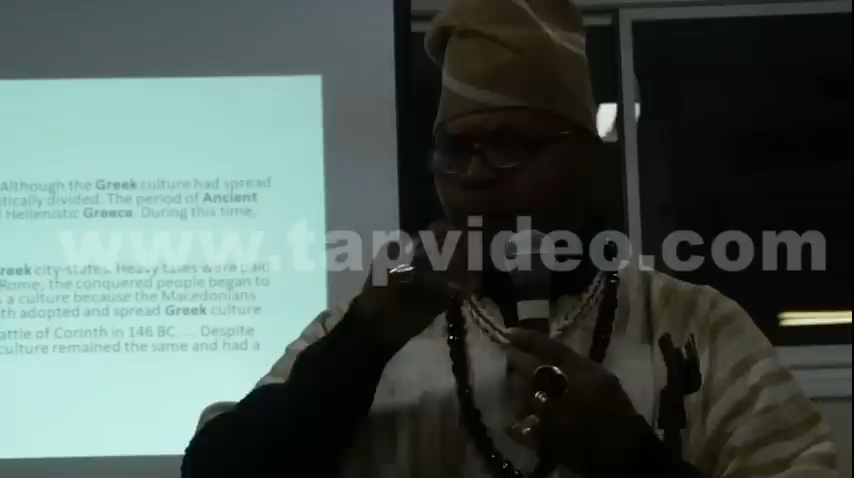 Although the Greek culture had spread
tically divided. The period of Ancient
Hellenistic Greece. During this time,
www.tapvideo.com
reek city-states. Heavy taxes were paid
Rome; the conquered people began to
a culture because the Macedonians
th adopted and spread Greek culture
attle of Corinth in 146 BC. ... Despite
culture remained the same and had a